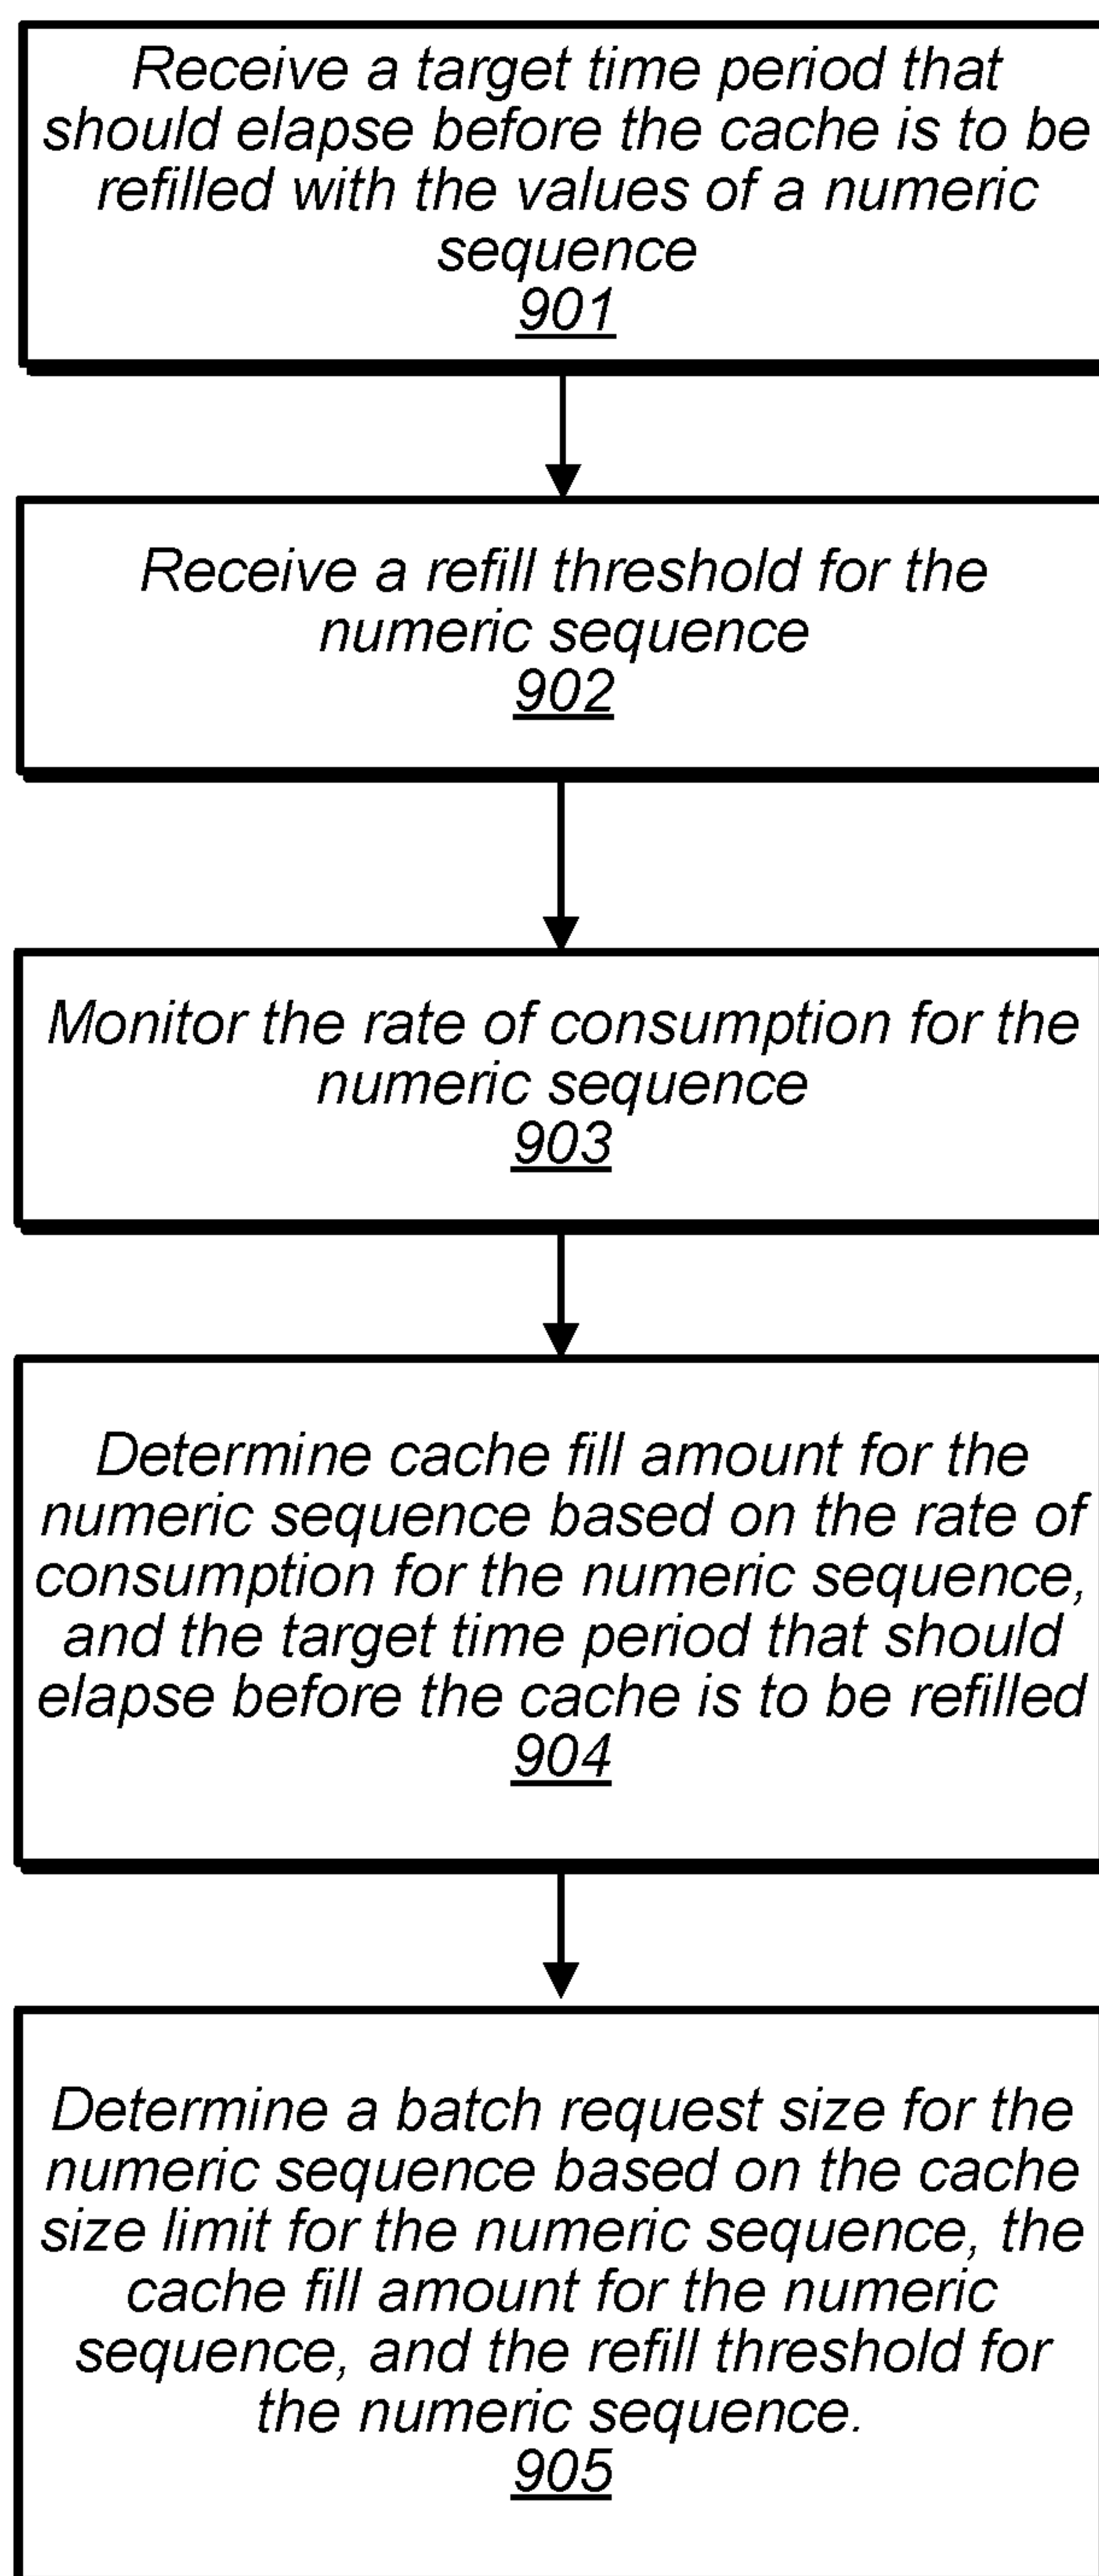 Receive a target time period that
should elapse before the cache is to be
refilled with the values of a numeric
sequence
901
Receive a refill threshold for the
numeric sequence
902
Monitor the rate of consumption for the
numeric sequence
903
Determine cache fill amount for the
numeric sequence based on the rate of
consumption for the numeric sequence,
and the target time period that should
elapse before the cache is to be refilled
904
Determine a batch request size for the
numeric sequence based on the cache
size limit for the numeric sequence, the
cache fill amount for the numeric
sequence, and the refill threshold for
the numeric sequence.
905